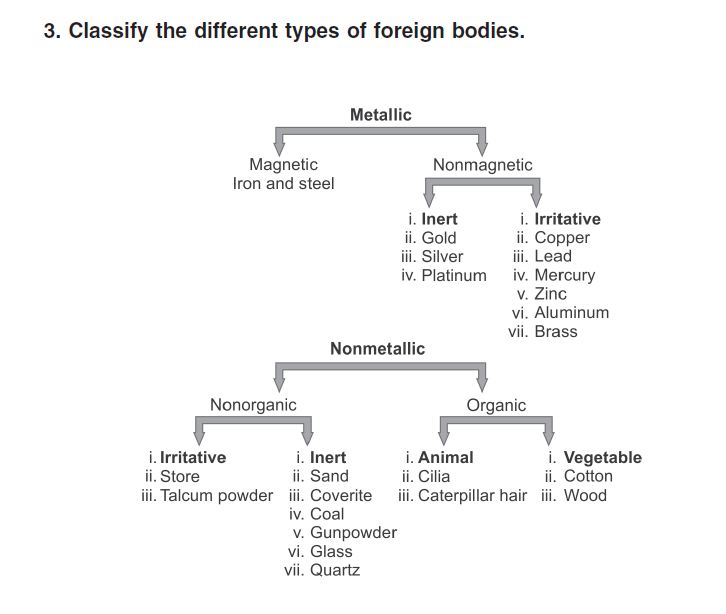 3. Classify the different types of foreign bodies.
Metallic
Magnetic
Iron and steel
Nonmagnetic
i. Inert
ii. Gold
iii. Silver
iv. Platinum
i. Irritative
ii. Copper
iii. Lead
iv. Mercury
v. Zinc
vi. Aluminum
vii. Brass
Nonmetallic
Nonorganic
Organic
i. Irritative
ii. Store
iii. Talcum powder
i. Inert
ii. Sand
iii. Coverite
iv. Coal
v. Gunpowder
vi. Glass
vii. Quartz
i. Animal
ii. Cilia
iii. Caterpillar hair
i. Vegetable
ii. Cotton
iii. Wood